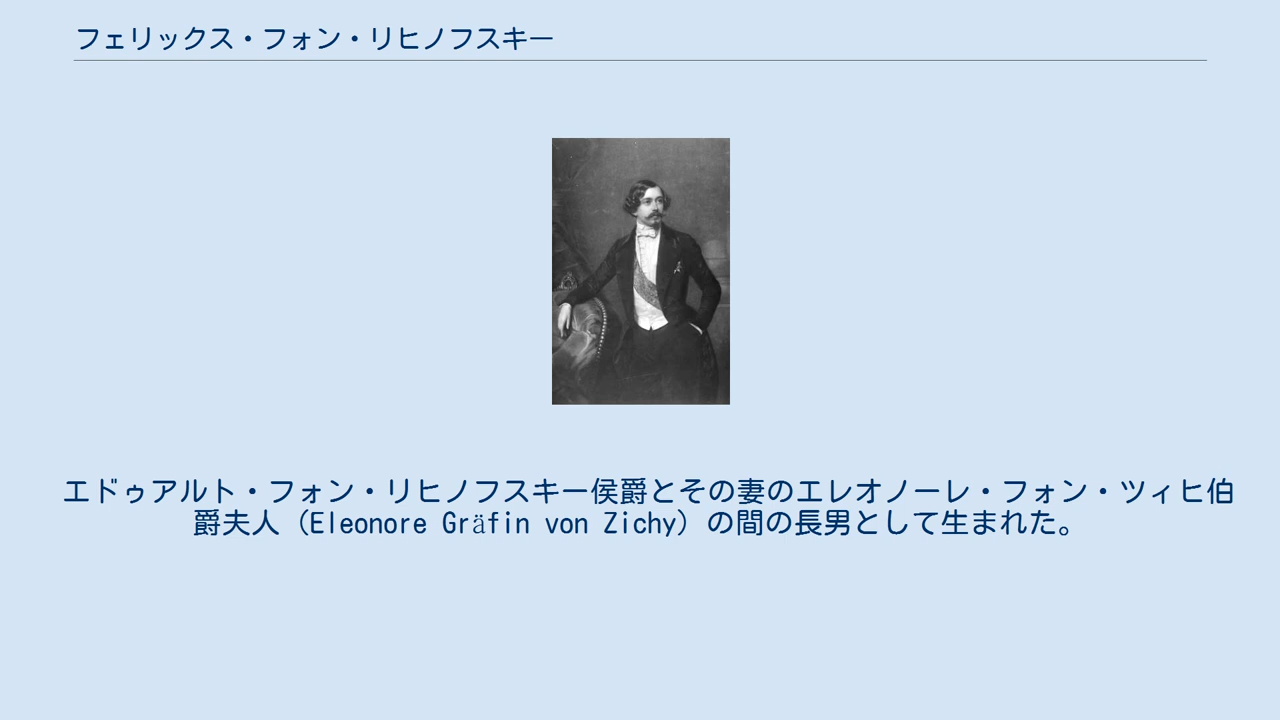 フェリックス・フォン・リヒノフスキー
エドゥアルト・フォン・リヒノフスキー侯爵とその妻のエレオノーレ・フォン・ツィヒ伯
爵夫人（Eleonore Gräfin von Zichy）の間の長男として生まれた。